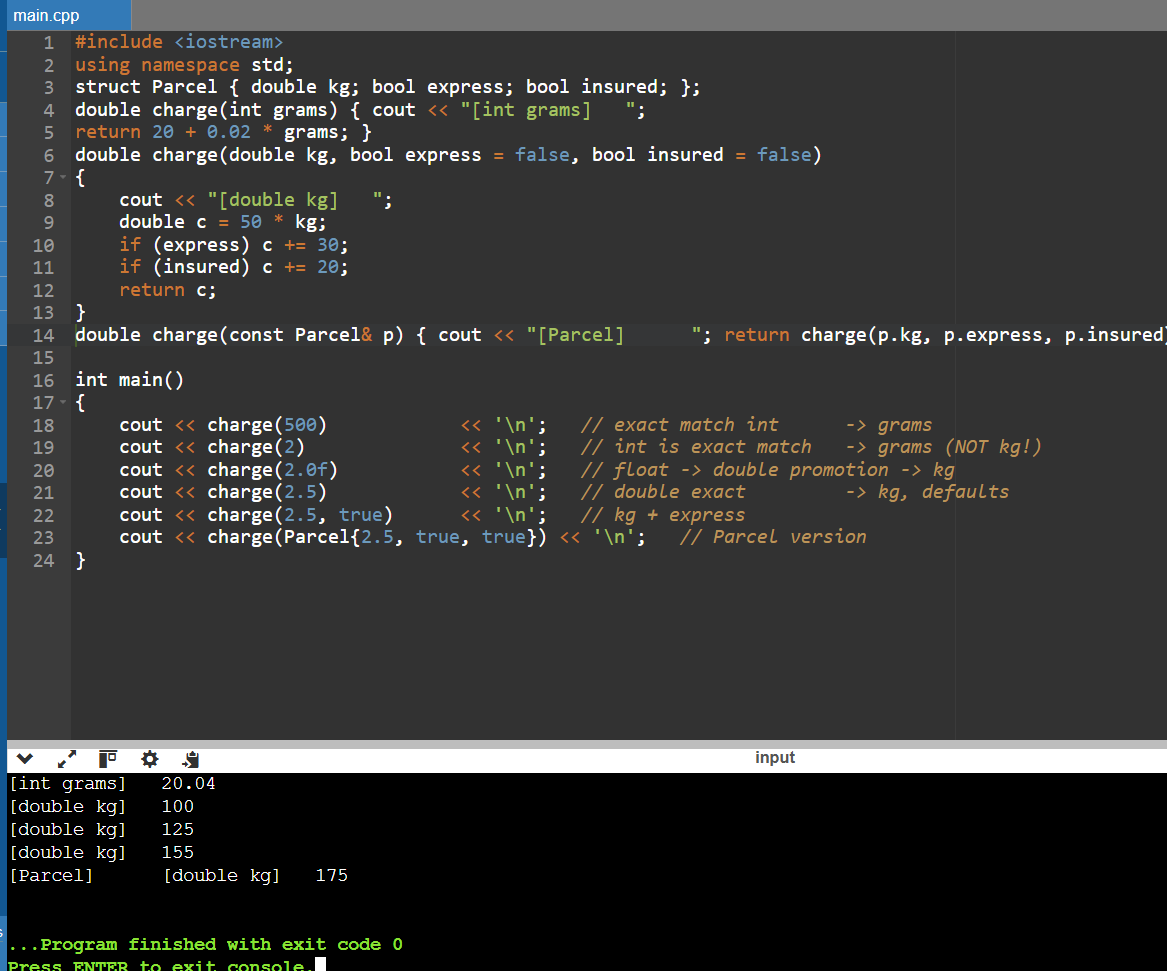 main.cpp
1 #include <iostream>
2 using namespace std;
3 struct Parcel { double kg; bool express; bool insured; };
4 double charge(int grams) { cout << "[int grams]   ";
5 return 20 + 0.02 * grams; }
6 double charge(double kg, bool express = false, bool insured = false)
7 {
8     cout << "[double kg]   ";
9     double c = 50 * kg;
10     if (express) c += 30;
11     if (insured) c += 20;
12     return c;
13 }
14 double charge(const Parcel& p) { cout << "[Parcel]      "; return charge(p.kg, p.express, p.insured)
15
16 int main()
17 {
18     cout << charge(500)            << '\n';   // exact match int      -> grams
19     cout << charge(2)              << '\n';   // int is exact match   -> grams (NOT kg!)
20     cout << charge(2.0f)           << '\n';   // float -> double promotion -> kg
21     cout << charge(2.5)            << '\n';   // double exact         -> kg, defaults
22     cout << charge(2.5, true)      << '\n';   // kg + express
23     cout << charge(Parcel{2.5, true, true}) << '\n';   // Parcel version
24 }
input
[int grams]   20.04
[double kg]   100
[double kg]   125
[double kg]   155
[Parcel]      [double kg]   175
...Program finished with exit code 0
Press ENTER to exit console.